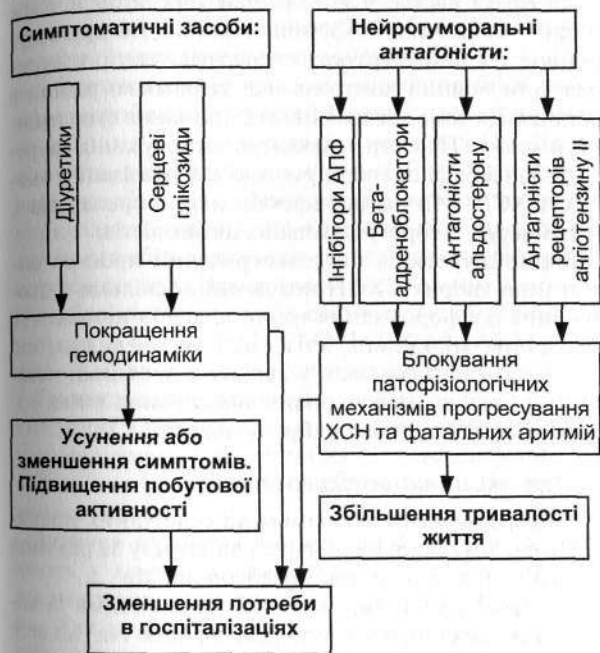 Симптоматичні засоби:
Нейрогуморальні
антагоністи:
Діуретики
Серцеві
глікозиди
Інгібітори АПФ
Бета-
адреноблокатори
Антагоністи
альдостерону
Антагоністи
рецепторів
ангіотензину II
Покращення
гемодинаміки
Блокування
патофізіологічних
механізмів прогресування
ХСН та фатальних аритмій
Усунення або
зменшення симптомів.
Підвищення побутової
активності
Збільшення тривалості
життя
Зменшення потреби
в госпіталізаціях